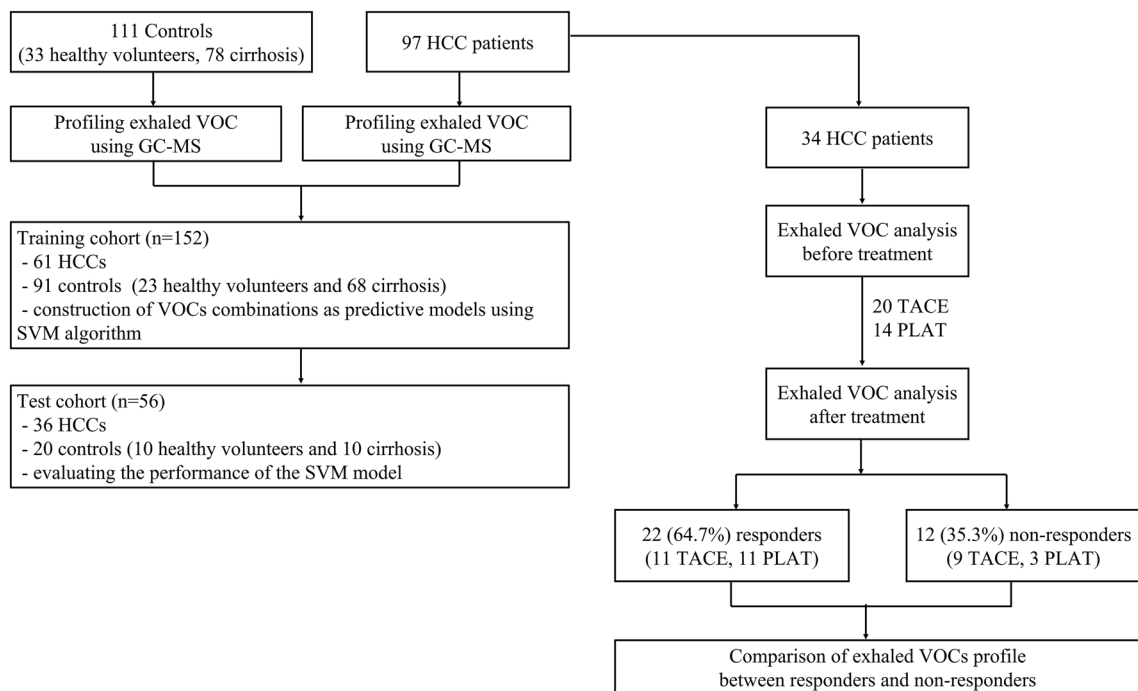 111 Controls
(33 healthy volunteers, 78 cirrhosis)
97 HCC patients
Profiling exhaled VOC
using GC-MS
Profiling exhaled VOC
using GC-MS
Training cohort (n=152)
- 61 HCCs
- 91 controls (23 healthy volunteers and 68 cirrhosis)
- construction of VOCs combinations as predictive models using
SVM algorithm
Test cohort (n=56)
- 36 HCCs
- 20 controls (10 healthy volunteers and 10 cirrhosis)
- evaluating the performance of the SVM model
34 HCC patients
Exhaled VOC analysis
before treatment
20 TACE
14 PLAT
Exhaled VOC analysis
after treatment
22 (64.7%) responders
(11 TACE, 11 PLAT)
12 (35.3%) non-responders
(9 TACE, 3 PLAT)
Comparison of exhaled VOCs profile
between responders and non-responders